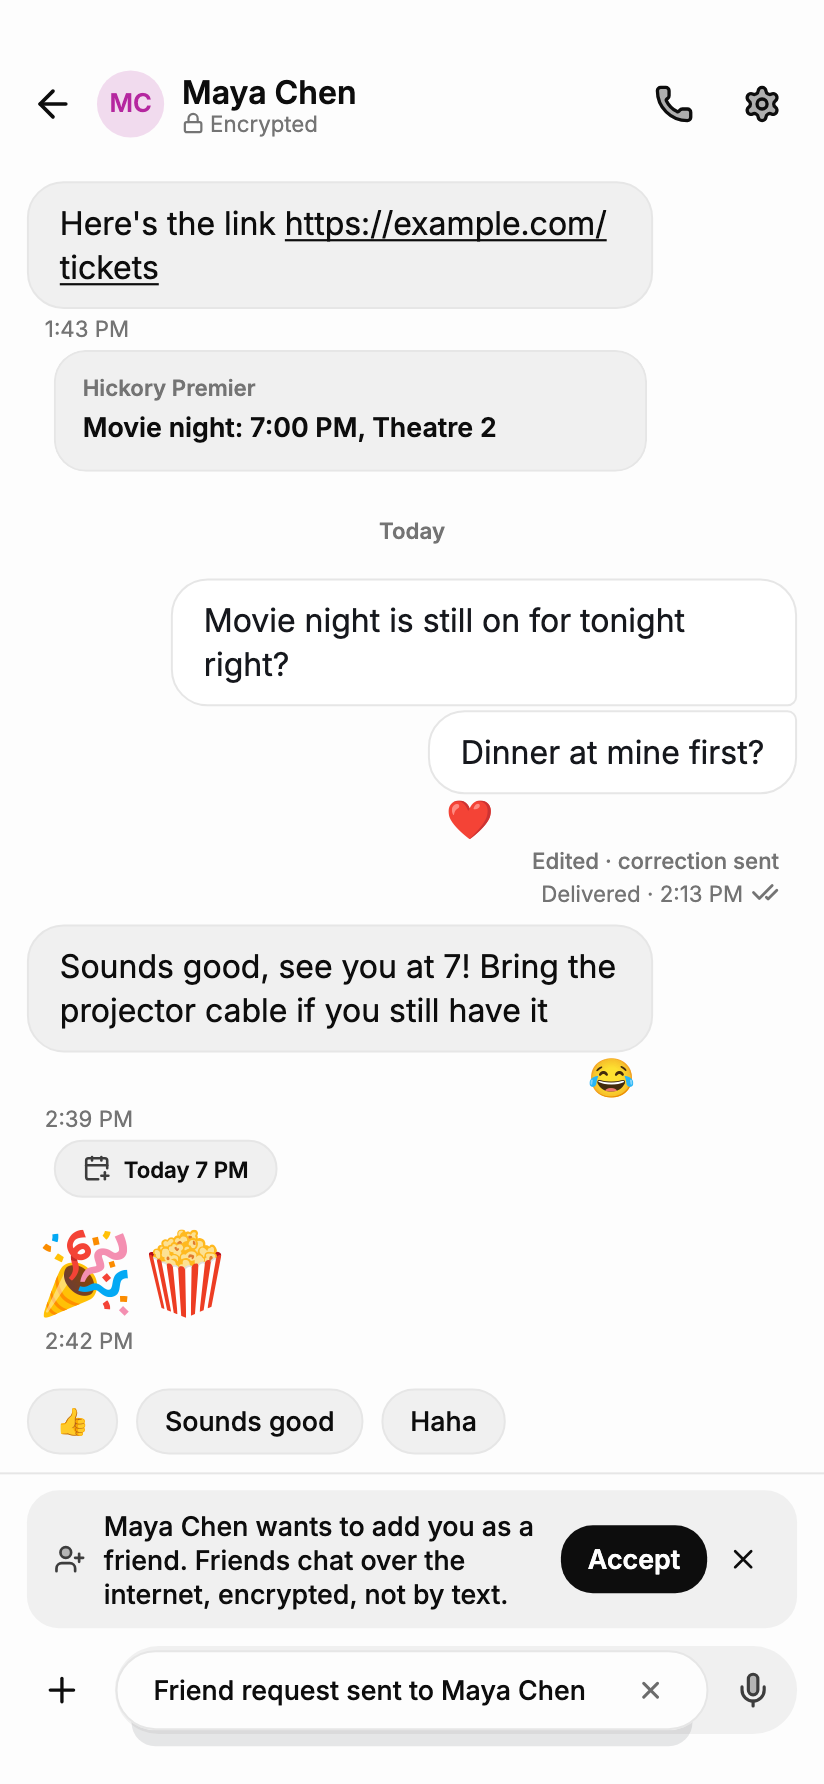 MC
Maya Chen
Encrypted
Here's the link https://example.com/
tickets
1:43 PM
Hickory Premier
Movie night: 7:00 PM, Theatre 2
Today
Movie night is still on for tonight
right?
Dinner at mine first?
Edited · correction sent
Delivered · 2:13 PM
Sounds good, see you at 7! Bring the
projector cable if you still have it
2:39 PM
Today 7 PM
2:42 PM
Sounds good
Haha
Maya Chen wants to add you as a
friend. Friends chat over the
internet, encrypted, not by text.
Accept
Friend request sent to Maya Chen